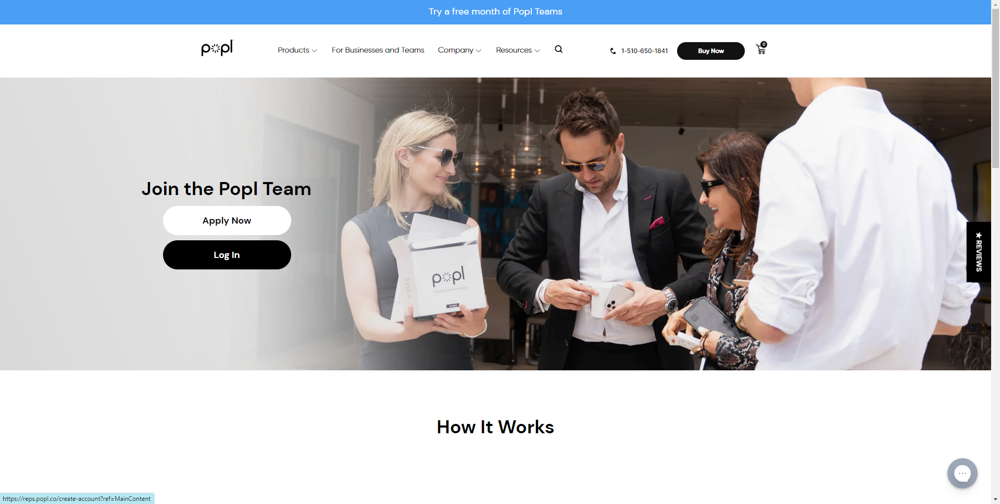 Try a free month of Popl Teams
popl
Products
For Businesses and Teams
Company
Resources
1-510-650-1841
Buy Now
0
Join the Popl Team
Apply Now
Log In
popl
★ REVIEWS
How It Works
https://reps.popl.co/create-account?ref=MainContent